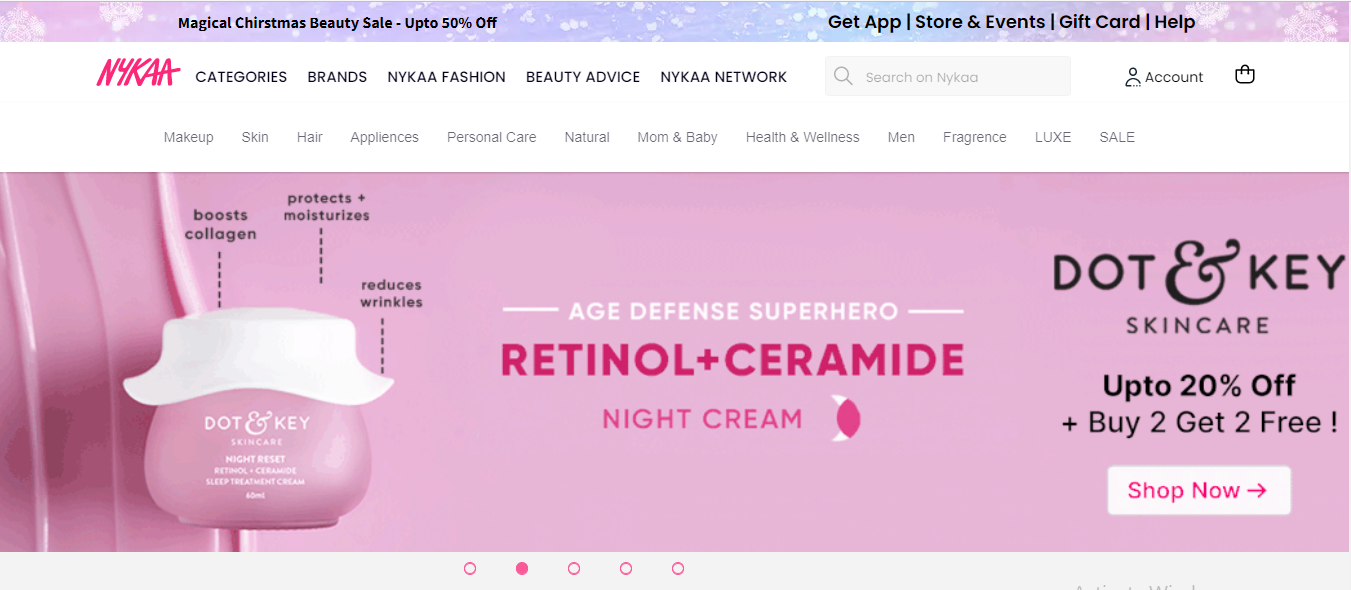 Magical Chirstmas Beauty Sale - Upto 50% Off
Get App | Store & Events | Gift Card | Help
NYKAA
CATEGORIES BRANDS NYKAA FASHION BEAUTY ADVICE NYKAA NETWORK
Search on Nykaa
Account
Makeup Skin Hair Appliences Personal Care Natural Mom & Baby Health & Wellness Men Fragrence LUXE SALE
boosts
collagen
protects +
moisturizes
reduces
wrinkles
DOT & KEY
SKINCARE
NIGHT RESET
RETINOL + CERAMIDE
SLEEP TREATMENT CREAM
60ml
AGE DEFENSE SUPERHERO
RETINOL+CERAMIDE
NIGHT CREAM
DOT & KEY
SKINCARE
Upto 20% Off
+ Buy 2 Get 2 Free !
Shop Now →